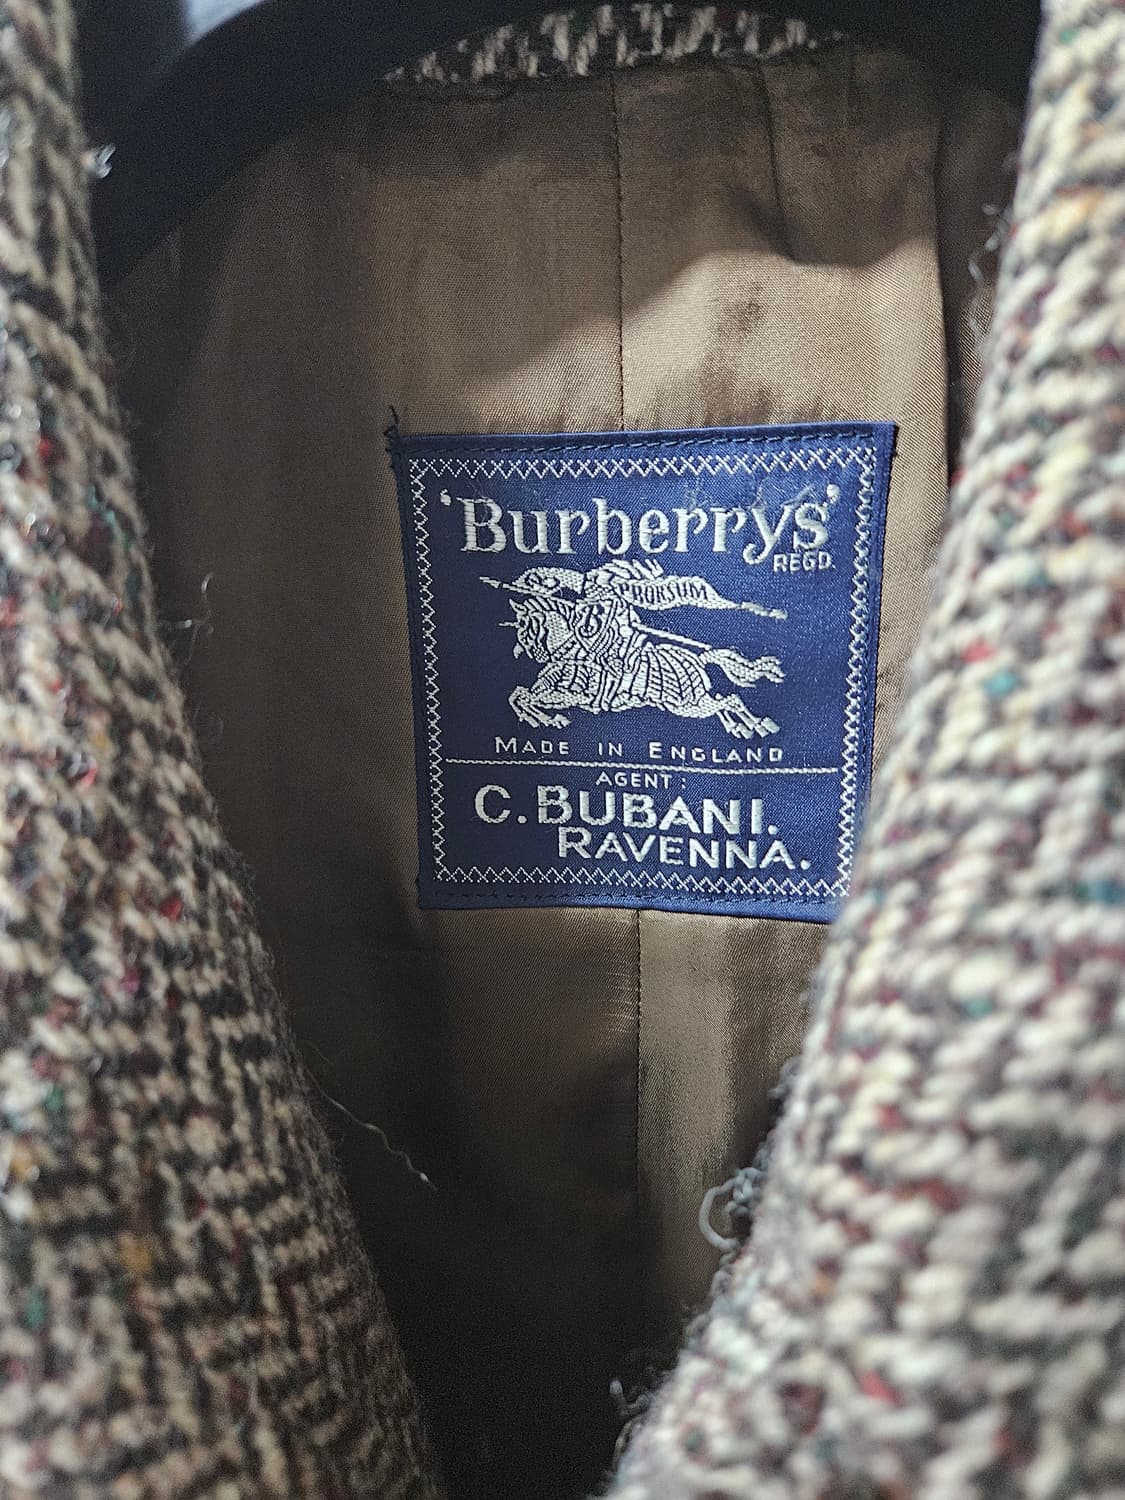 'Burberrys'
REGD.
PRORSUM
B
MADE IN ENGLAND
AGENT:
C.BUBANI.
RAVENNA.